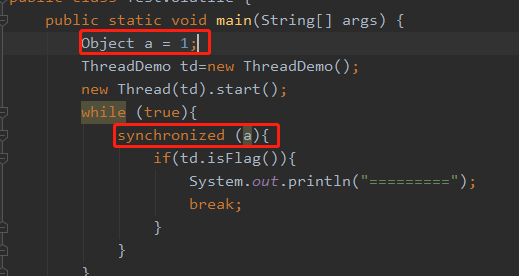 public class TestVolatile {
public static void main(String[] args) {
Object a = 1;
ThreadDemo td=new ThreadDemo();
new Thread(td).start();
while (true){
synchronized (a){
if(td.isFlag()){
System.out.println("=========");
break;
}
}
}